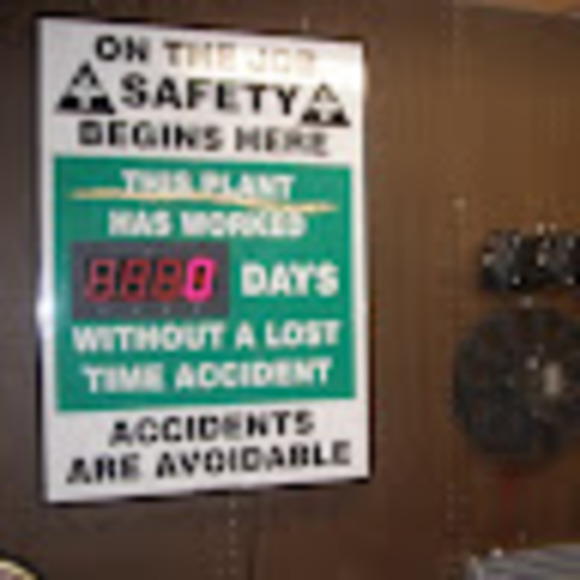 ON THE JOB
SAFETY
BEGINS HERE
THIS PLANT
HAS WORKED
0 DAYS
WITHOUT A LOST
TIME ACCIDENT
ACCIDENTS
ARE AVOIDABLE